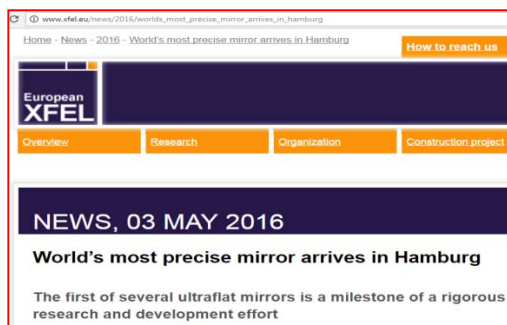 www.xfel.eu/news/2016/worlds_most_precise_mirror_arrives_in_hamburg
Home - News - 2016 - World's most precise mirror arrives in Hamburg
How to reach us
European
XFEL
Overview Research Organization Construction project
NEWS, 03 MAY 2016
World's most precise mirror arrives in Hamburg
The first of several ultraflat mirrors is a milestone of a rigorous
research and development effort